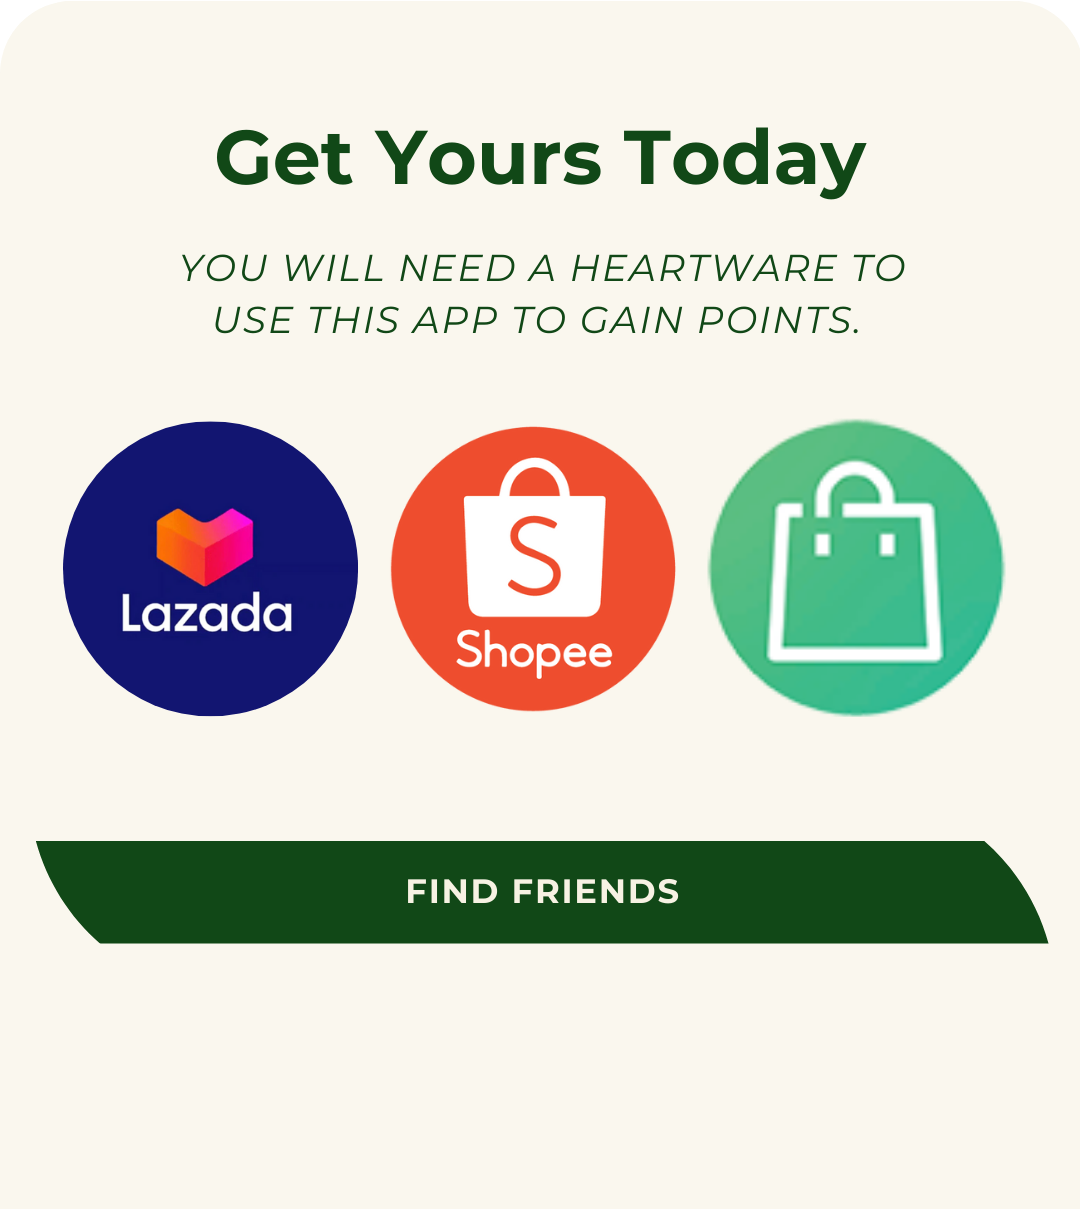 Get Yours Today
YOU WILL NEED A HEARTWARE TO
USE THIS APP TO GAIN POINTS.
Lazada
S
Shopee
FIND FRIENDS